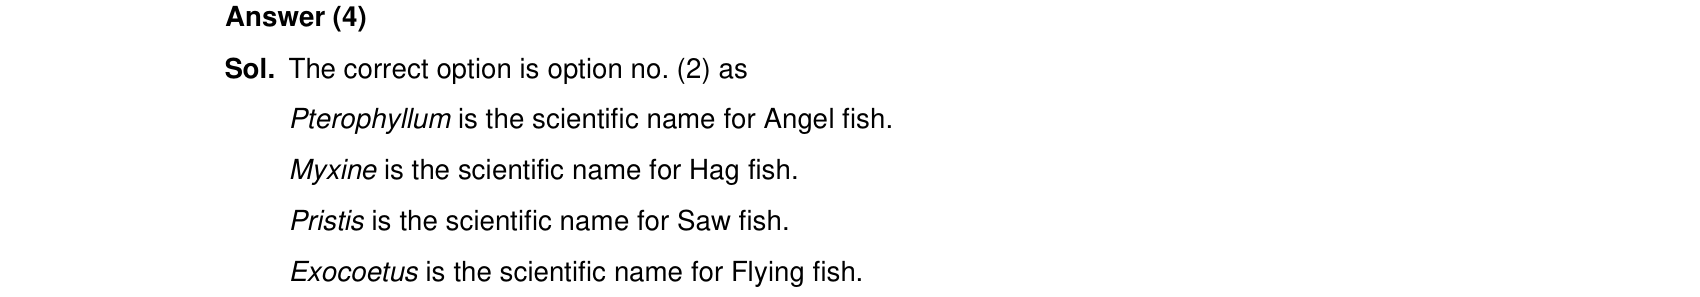 Answer (4)
Sol. The correct option is option no. (2) as
Pterophyllum is the scientific name for Angel fish.
Myxine is the scientific name for Hag fish.
Pristis is the scientific name for Saw fish.
Exocoetus is the scientific name for Flying fish.